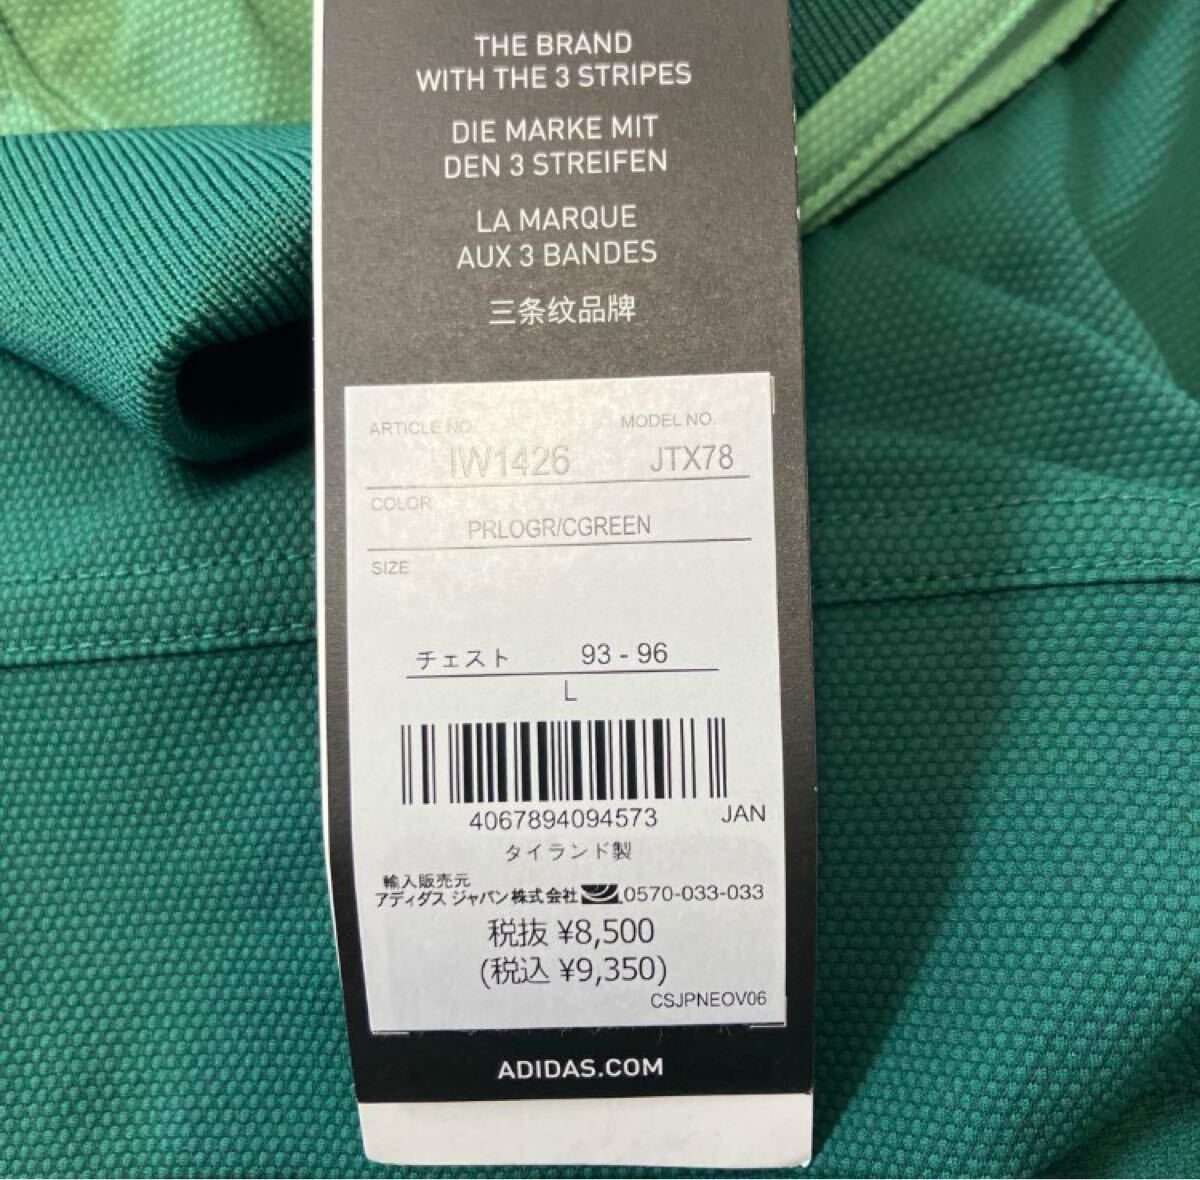 THE BRAND
WITH THE 3 STRIPES
DIE MARKE MIT
DEN 3 STREIFEN
LA MARQUE
AUX 3 BANDES
三条纹品牌
ARTICLE NO. MODEL NO.
IW1426 JTX78
COLOR
PRLOGR/CGREEN
SIZE
チェスト 93 - 96
L
4067894094573 JAN
タイランド製
輸入販売元
アディダス ジャパン株式会社 0570-033-033
税抜 ¥8,500
(税込 ¥9,350)
CSJPNEOV06
ADIDAS.COM